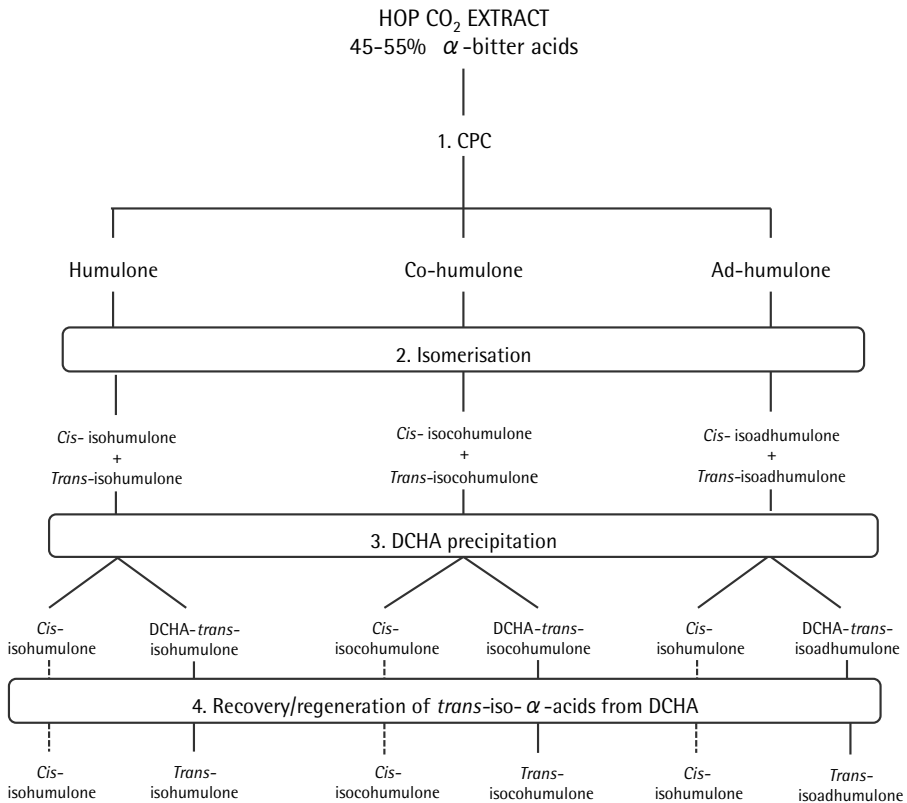 HOP CO₂ EXTRACT
45-55% α-bitter acids
1. CPC
Humulone
Co-humulone
Ad-humulone
2. Isomerisation
Cis- isohumulone
+
Trans-isohumulone
Cis- isocohumulone
+
Trans-isocohumulone
Cis- isoadhumulone
+
Trans-isoadhumulone
3. DCHA precipitation
Cis-
isohumulone
DCHA-trans-
isohumulone
Cis-
isocohumulone
DCHA-trans-
isocohumulone
Cis-
isohumulone
DCHA-trans-
isoadhumulone
4. Recovery/regeneration of trans-iso-α-acids from DCHA
Cis-
isohumulone
Trans-
isohumulone
Cis-
isocohumulone
Trans-
isocohumulone
Cis-
isohumulone
Trans-
isoadhumulone